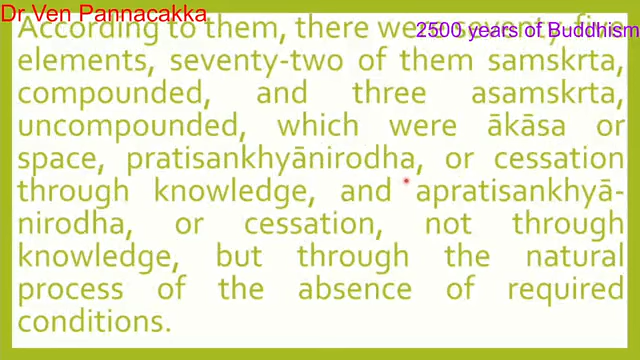 Dr Ven Pannacakka
2500 years of Buddhism
According to them, there were seventy-five
elements, seventy-two of them samskrta,
compounded, and three asamskrta,
uncompounded, which were ākāsa or
space, pratisankhyānirodha, or cessation
through knowledge, and apratisankhyā-
nirodha, or cessation, not through
knowledge, but through the natural
process of the absence of required
conditions.